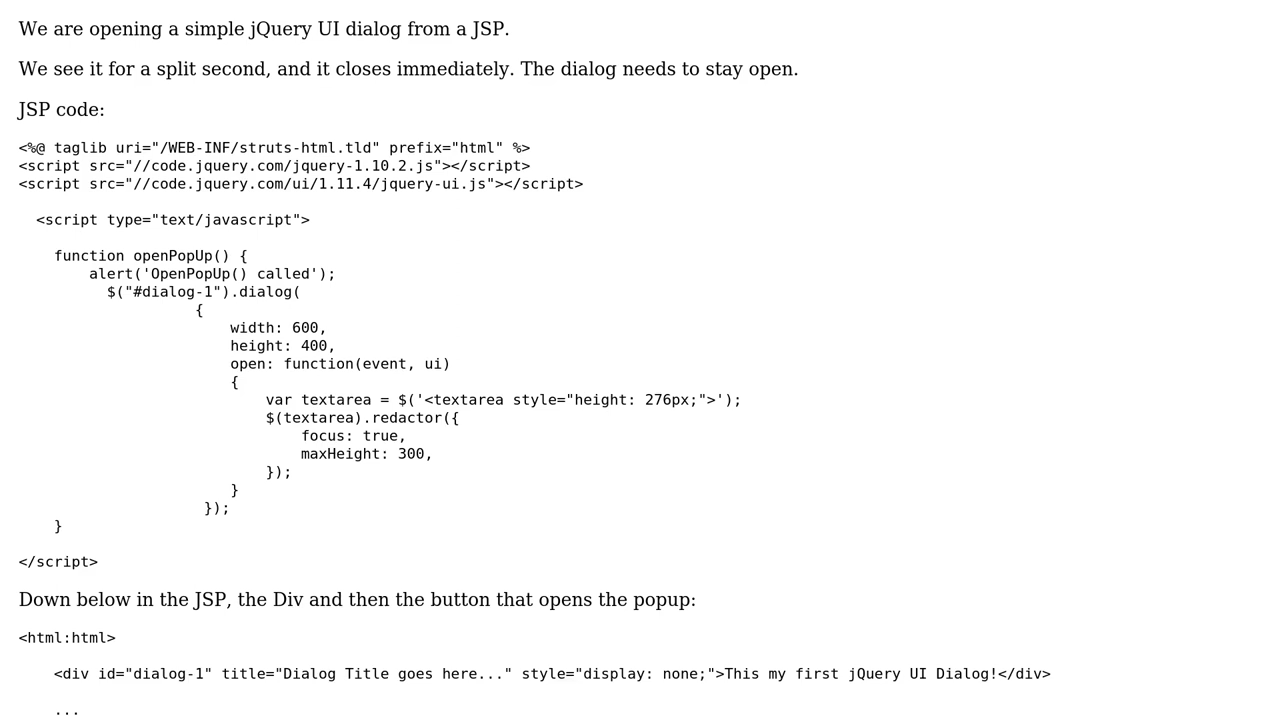 We are opening a simple jQuery UI dialog from a JSP.
We see it for a split second, and it closes immediately. The dialog needs to stay open.
JSP code:
<%@ taglib uri="/WEB-INF/struts-html.tld" prefix="html" %>
<script src="//code.jquery.com/jquery-1.10.2.js"></script>
<script src="//code.jquery.com/ui/1.11.4/jquery-ui.js"></script>
  <script type="text/javascript">
    function openPopUp() {
        alert('OpenPopUp() called');
          $("#dialog-1").dialog(
                    {
                        width: 600,
                        height: 400,
                        open: function(event, ui)
                        {
                            var textarea = $('<textarea style="height: 276px;">');
                            $(textarea).redactor({
                                focus: true,
                                maxHeight: 300,
                            });
                        }
                     });
    }
</script>
Down below in the JSP, the Div and then the button that opens the popup:
<html:html>
    <div id="dialog-1" title="Dialog Title goes here..." style="display: none;">This my first jQuery UI Dialog!</div>
    ...